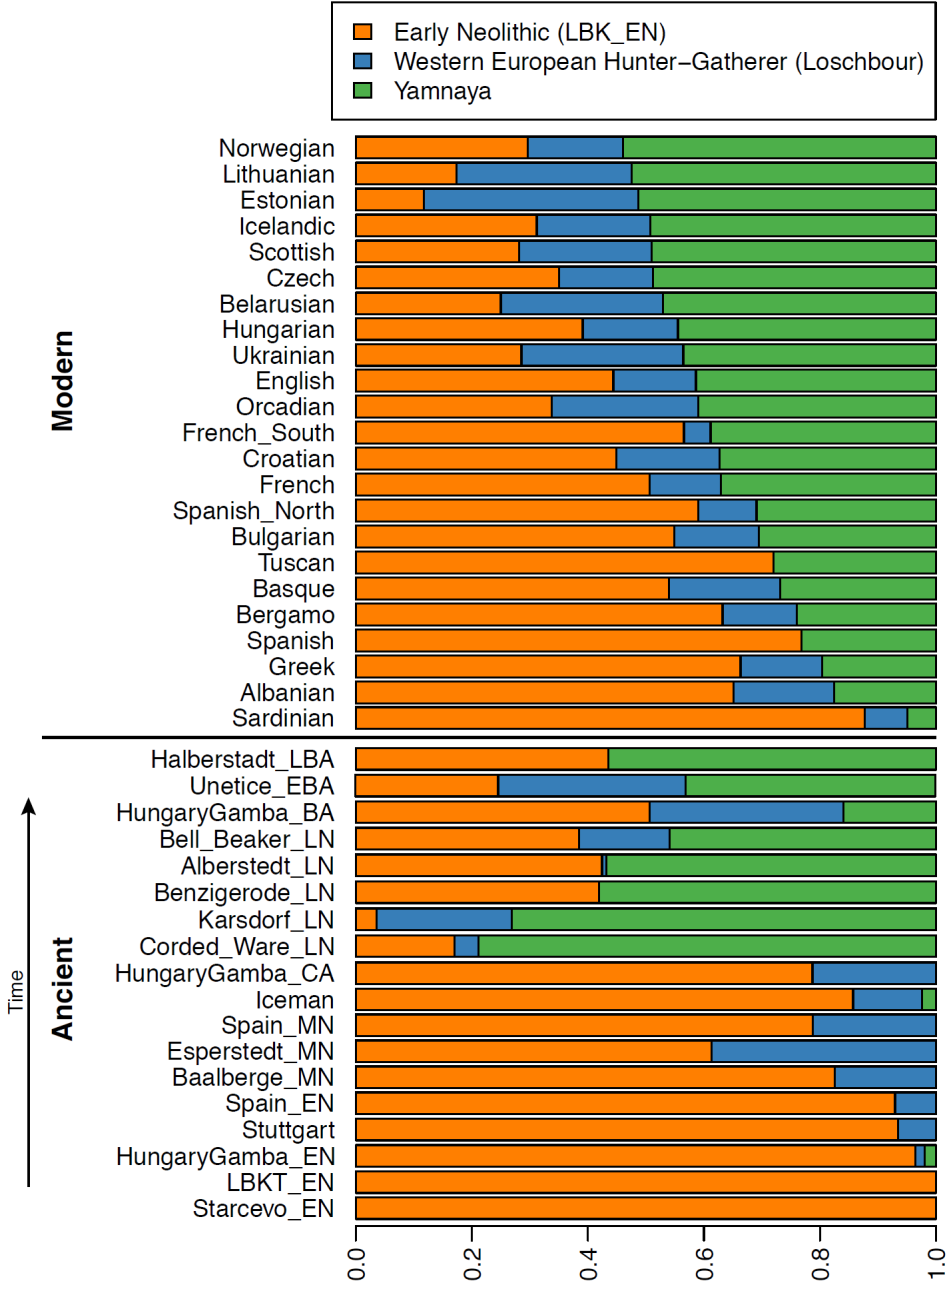 Early Neolithic (LBK_EN)
Western European Hunter−Gatherer (Loschbour)
Yamnaya
Modern
Norwegian
Lithuanian
Estonian
Icelandic
Scottish
Czech
Belarusian
Hungarian
Ukrainian
English
Orcadian
French_South
Croatian
French
Spanish_North
Bulgarian
Tuscan
Basque
Bergamo
Spanish
Greek
Albanian
Sardinian
Time
Ancient
Halberstadt_LBA
Unetice_EBA
HungaryGamba_BA
Bell_Beaker_LN
Alberstedt_LN
Benzigerode_LN
Karsdorf_LN
Corded_Ware_LN
HungaryGamba_CA
Iceman
Spain_MN
Esperstedt_MN
Baalberge_MN
Spain_EN
Stuttgart
HungaryGamba_EN
LBKT_EN
Starcevo_EN
0.0 0.2 0.4 0.6 0.8 1.0